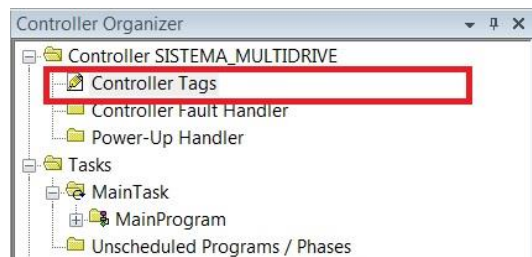 Controller Organizer
Controller SISTEMA_MULTIDRIVE
Controller Tags
Controller Fault Handler
Power-Up Handler
Tasks
MainTask
MainProgram
Unscheduled Programs / Phases